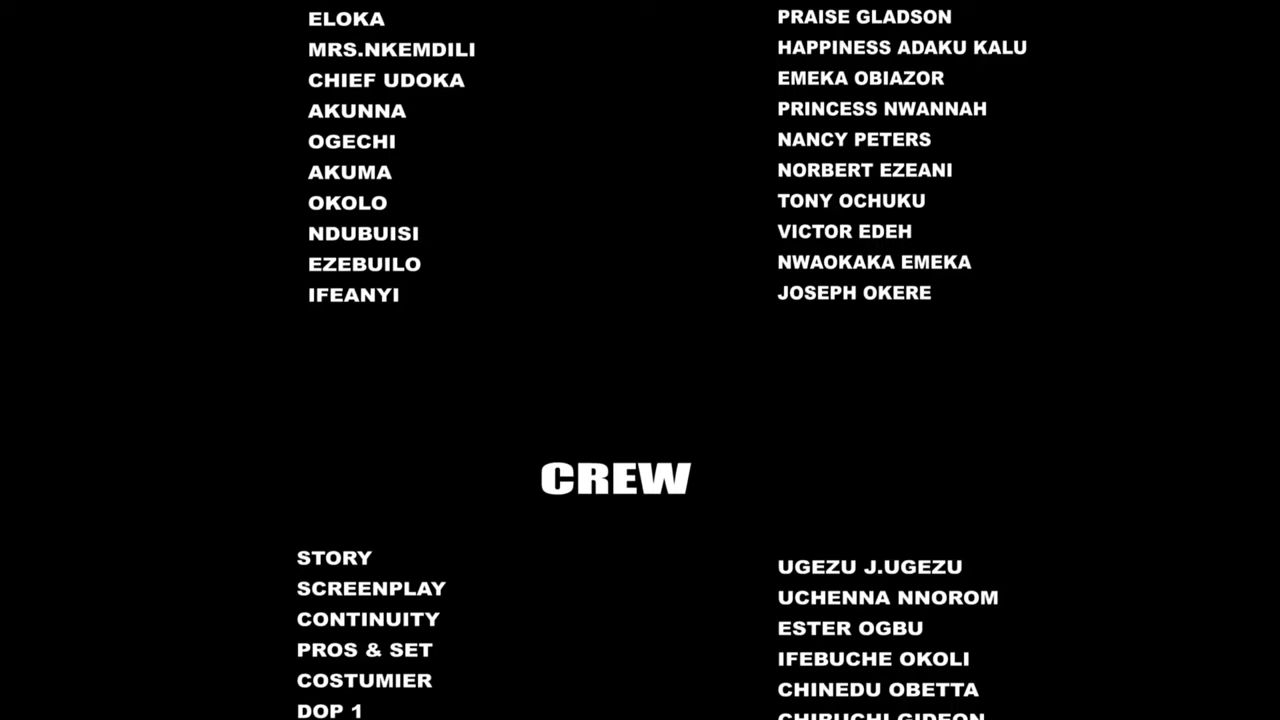 ELOKA PRAISE GLADSON
MRS.NKEMDILI HAPPINESS ADAKU KALU
CHIEF UDOKA EMEKA OBIAZOR
AKUNNA PRINCESS NWANNAH
OGECHI NANCY PETERS
AKUMA NORBERT EZEANI
OKOLO TONY OCHUKU
NDUBUISI VICTOR EDEH
EZEBUILO NWAOKAKA EMEKA
IFEANYI JOSEPH OKERE
CREW
STORY UGEZU J.UGEZU
SCREENPLAY UCHENNA NNOROM
CONTINUITY ESTER OGBU
PROS & SET IFEBUCHE OKOLI
COSTUMIER CHINEDU OBETTA
DOP 1 CHIBUCHI GIDEON